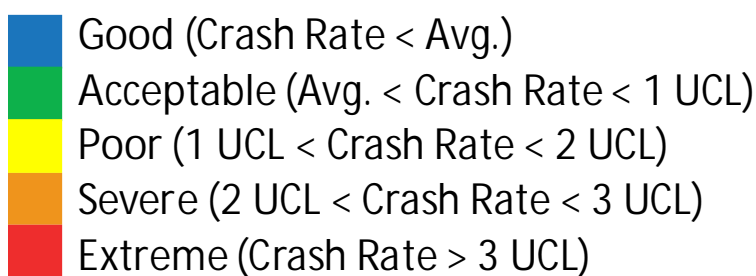 Good (Crash Rate < Avg.)
Acceptable (Avg. < Crash Rate < 1 UCL)
Poor (1 UCL < Crash Rate < 2 UCL)
Severe (2 UCL < Crash Rate < 3 UCL)
Extreme (Crash Rate > 3 UCL)